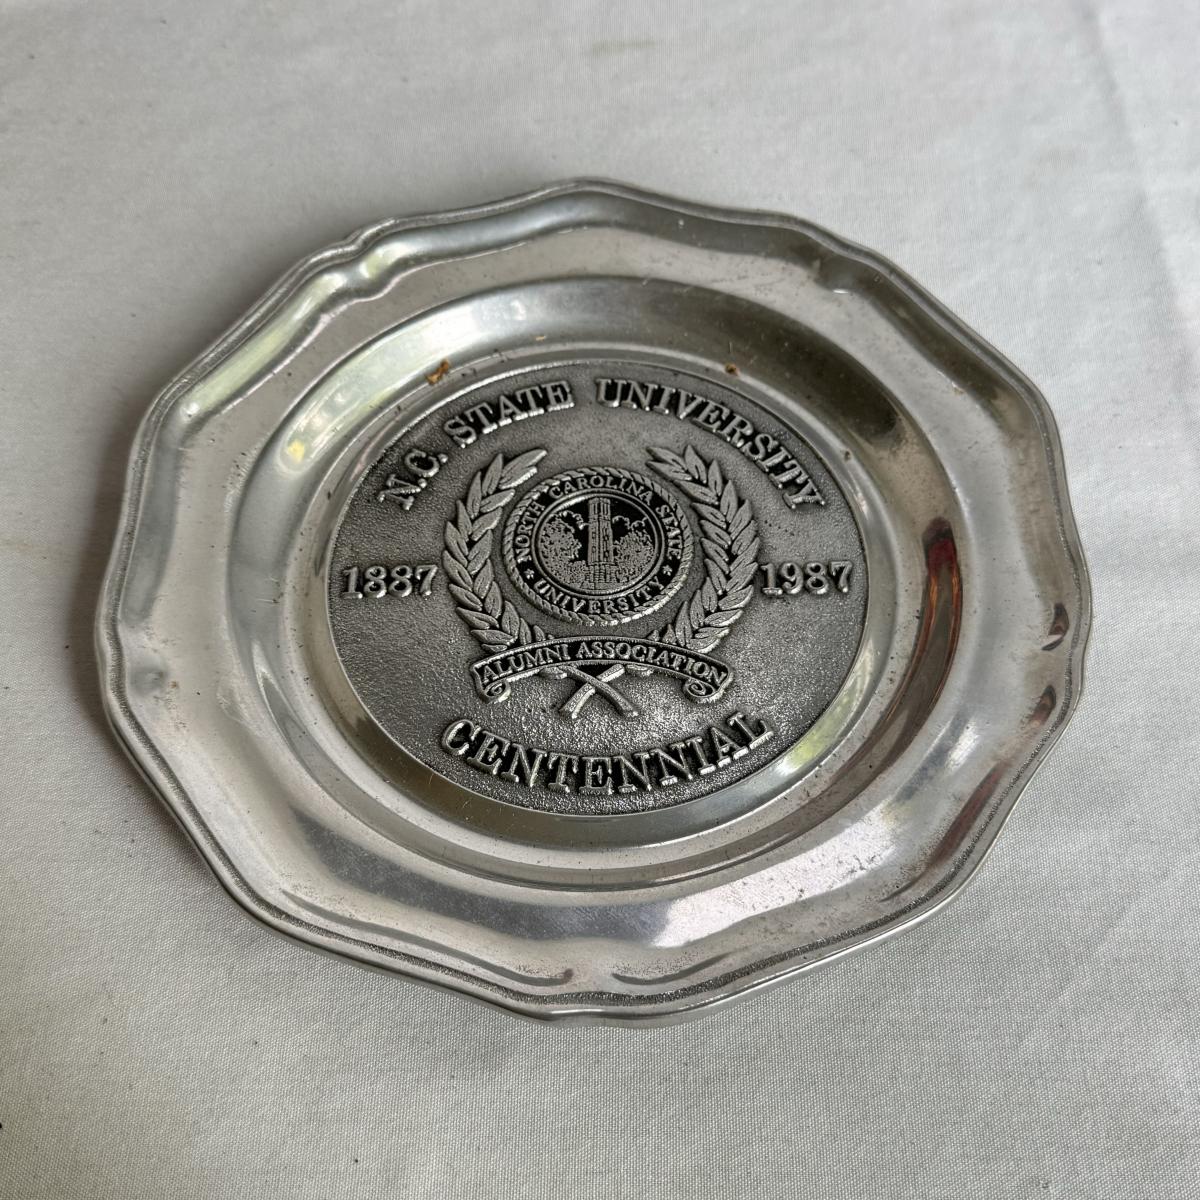 N.C. STATE UNIVERSITY
NORTH CAROLINA STATE
UNIVERSITY
1887
1987
ALUMNI ASSOCIATION
CENTENNIAL